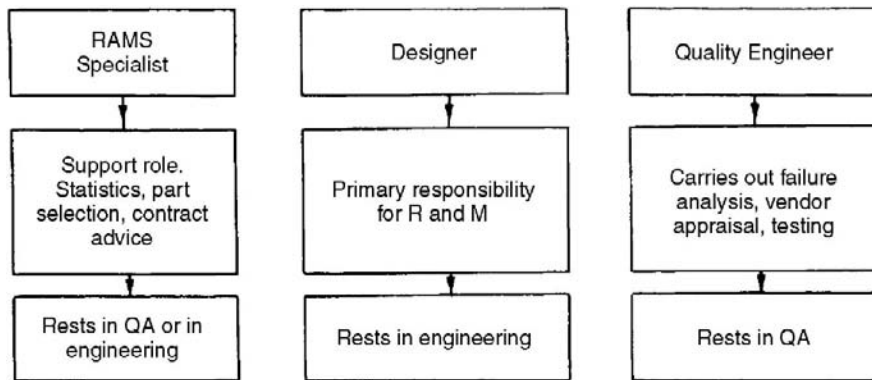 RAMS
Specialist
Support role.
Statistics, part
selection, contract
advice
Rests in QA or in
engineering
Designer
Primary responsibility
for R and M
Rests in engineering
Quality Engineer
Carries out failure
analysis, vendor
appraisal, testing
Rests in QA